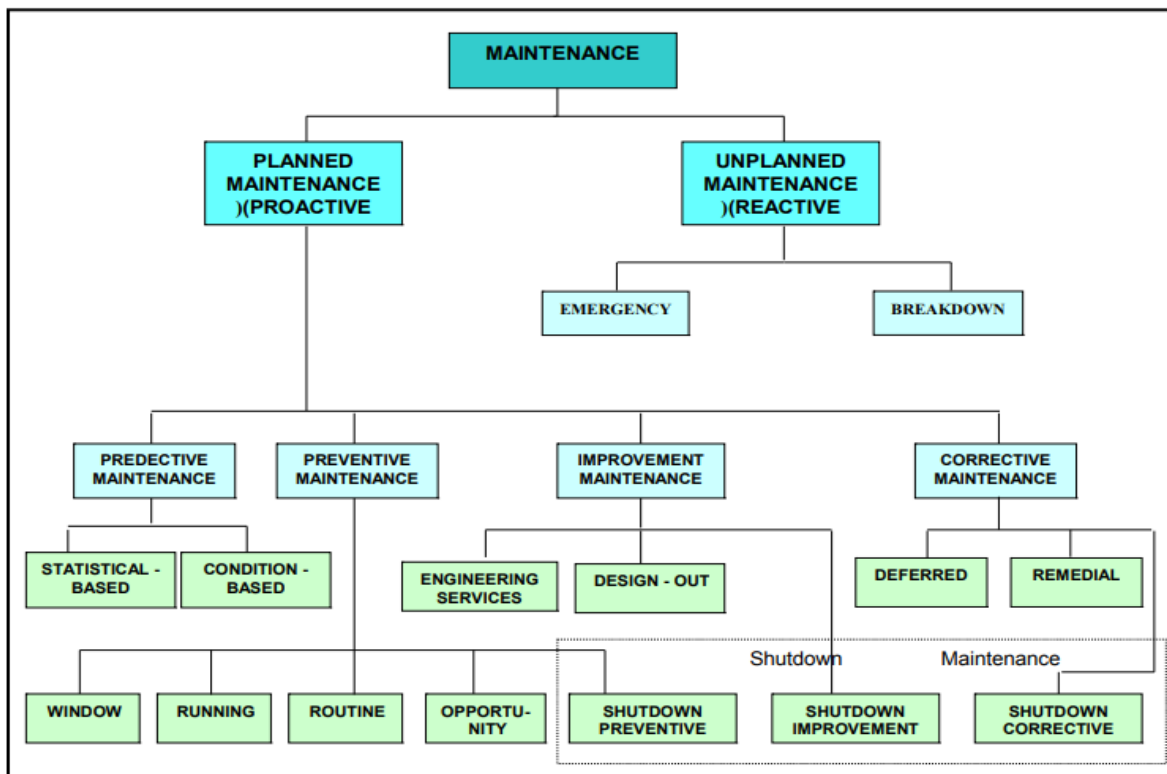 MAINTENANCE
PLANNED
MAINTENANCE
)(PROACTIVE
UNPLANNED
MAINTENANCE
)(REACTIVE
EMERGENCY
BREAKDOWN
PREDECTIVE
MAINTENANCE
PREVENTIVE
MAINTENANCE
IMPROVEMENT
MAINTENANCE
CORRECTIVE
MAINTENANCE
STATISTICAL -
BASED
CONDITION -
BASED
ENGINEERING
SERVICES
DESIGN - OUT
DEFERRED
REMEDIAL
Shutdown Maintenance
WINDOW
RUNNING
ROUTINE
OPPORTU-
NITY
SHUTDOWN
PREVENTIVE
SHUTDOWN
IMPROVEMENT
SHUTDOWN
CORRECTIVE